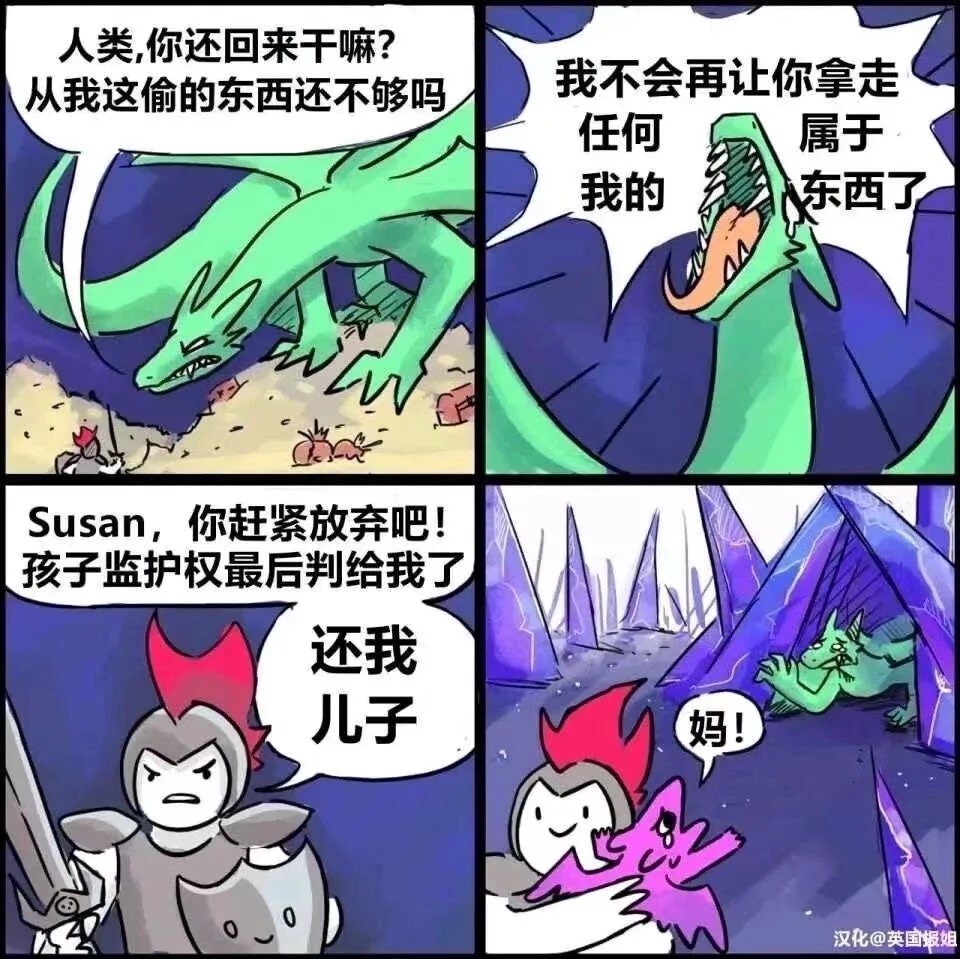 人类,你还回来干嘛?
从我这偷的东西还不够吗
我不会再让你拿走
任何 属于
我的 东西了
Susan，你赶紧放弃吧！
孩子监护权最后判给我了
还我
儿子
妈！
汉化@英国报姐